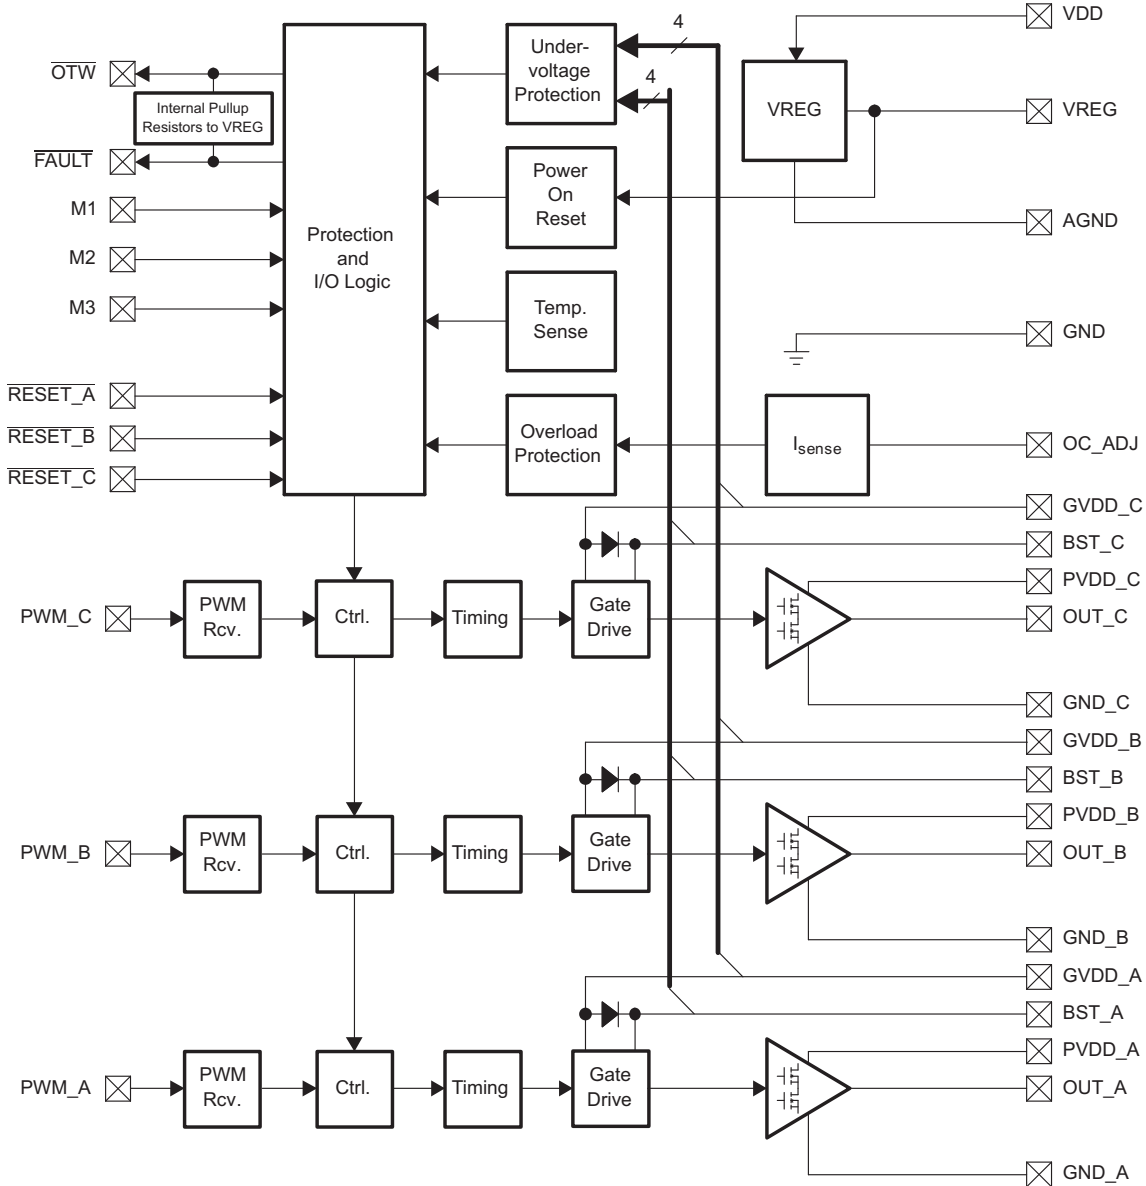 4
VDD
Under-
voltage
Protection
OTW
4
Internal Pullup
Resistors to VREG
VREG
VREG
FAULT
Power
On
Reset
M1
AGND
Protection
and
I/O Logic
M2
M3
Temp.
Sense
GND
RESET_A
RESET_B
RESET_C
Overload
Protection
Isense
OC_ADJ
GVDD_C
BST_C
PVDD_C
PWM_C
PWM
Rcv.
Ctrl.
Timing
Gate
Drive
OUT_C
GND_C
GVDD_B
BST_B
PVDD_B
PWM_B
PWM
Rcv.
Ctrl.
Timing
Gate
Drive
OUT_B
GND_B
GVDD_A
BST_A
PVDD_A
PWM_A
PWM
Rcv.
Ctrl.
Timing
Gate
Drive
OUT_A
GND_A